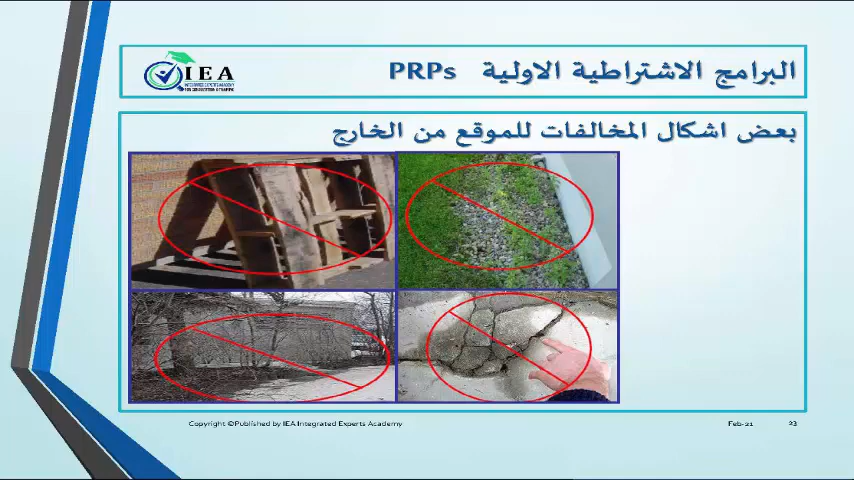 IEA
البرامج الاشتراطية الاولية PRPs
بعض اشكال المخالفات للموقع من الخارج
Copyright ©Published by IEA Integrated Experts Academy
Feb-21
23